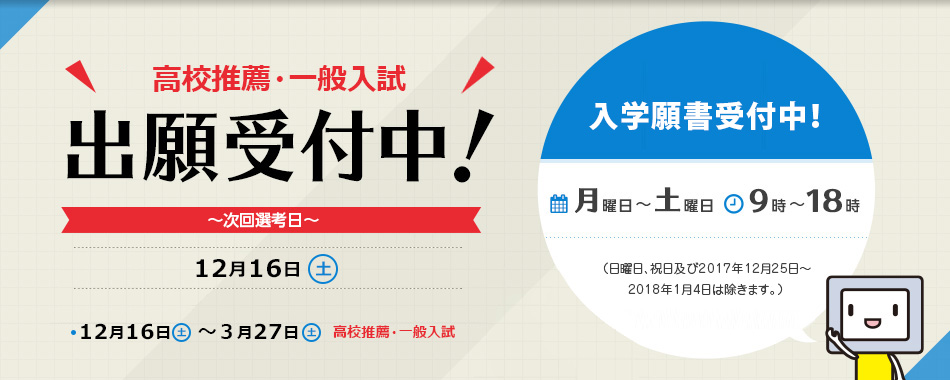 高校推薦・一般入試
出願受付中!
〜次回選考日〜
12月16日 土
・12月16日土 〜3月27日土 高校推薦・一般入試
入学願書受付中!
月曜日〜土曜日 9時〜18時
(日曜日、祝日及び2017年12月25日〜
2018年1月4日は除きます。)